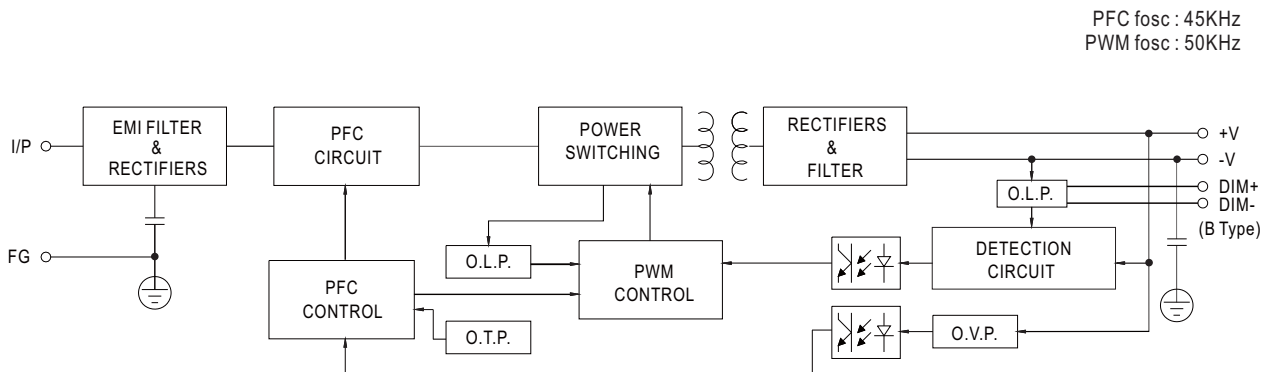 PFC fosc : 45KHz
PWM fosc : 50KHz
I/P
EMI FILTER
&
RECTIFIERS
PFC
CIRCUIT
POWER
SWITCHING
RECTIFIERS
&
FILTER
+V
-V
O.L.P.
DIM+
DIM-
(B Type)
FG
PFC
CONTROL
O.L.P.
O.T.P.
PWM
CONTROL
DETECTION
CIRCUIT
O.V.P.